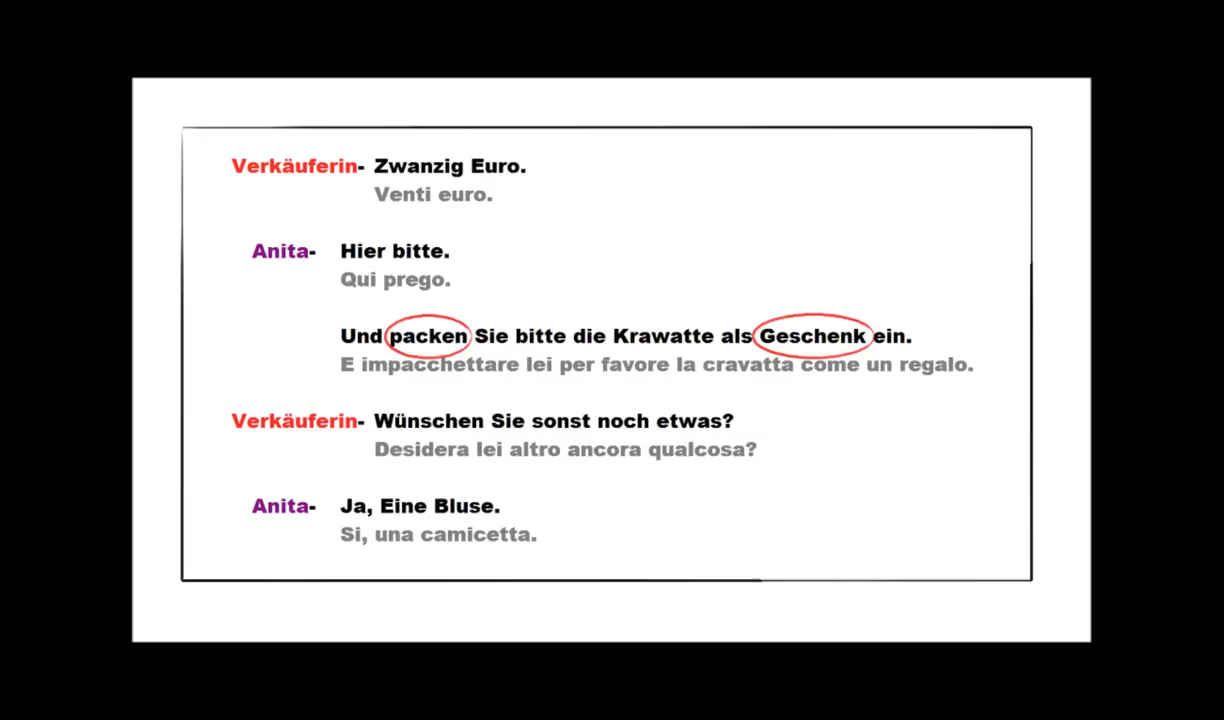 Verkäuferin- Zwanzig Euro.
Venti euro.
Anita- Hier bitte.
Qui prego.
Und packen Sie bitte die Krawatte als Geschenk ein.
E impacchettare lei per favore la cravatta come un regalo.
Verkäuferin- Wünschen Sie sonst noch etwas?
Desidera lei altro ancora qualcosa?
Anita- Ja, Eine Bluse.
Si, una camicetta.